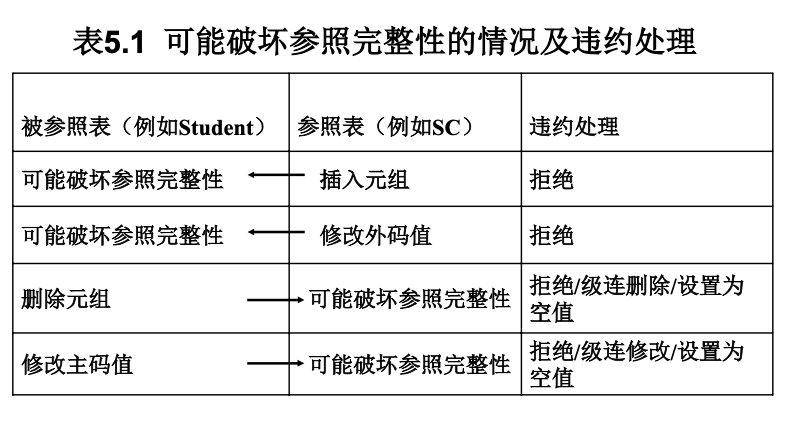 表5.1 可能破坏参照完整性的情况及违约处理
被参照表（例如Student） 参照表（例如SC） 违约处理
可能破坏参照完整性 插入元组 拒绝
可能破坏参照完整性 修改外码值 拒绝
删除元组 可能破坏参照完整性 拒绝/级连删除/设置为
空值
修改主码值 可能破坏参照完整性 拒绝/级连修改/设置为
空值